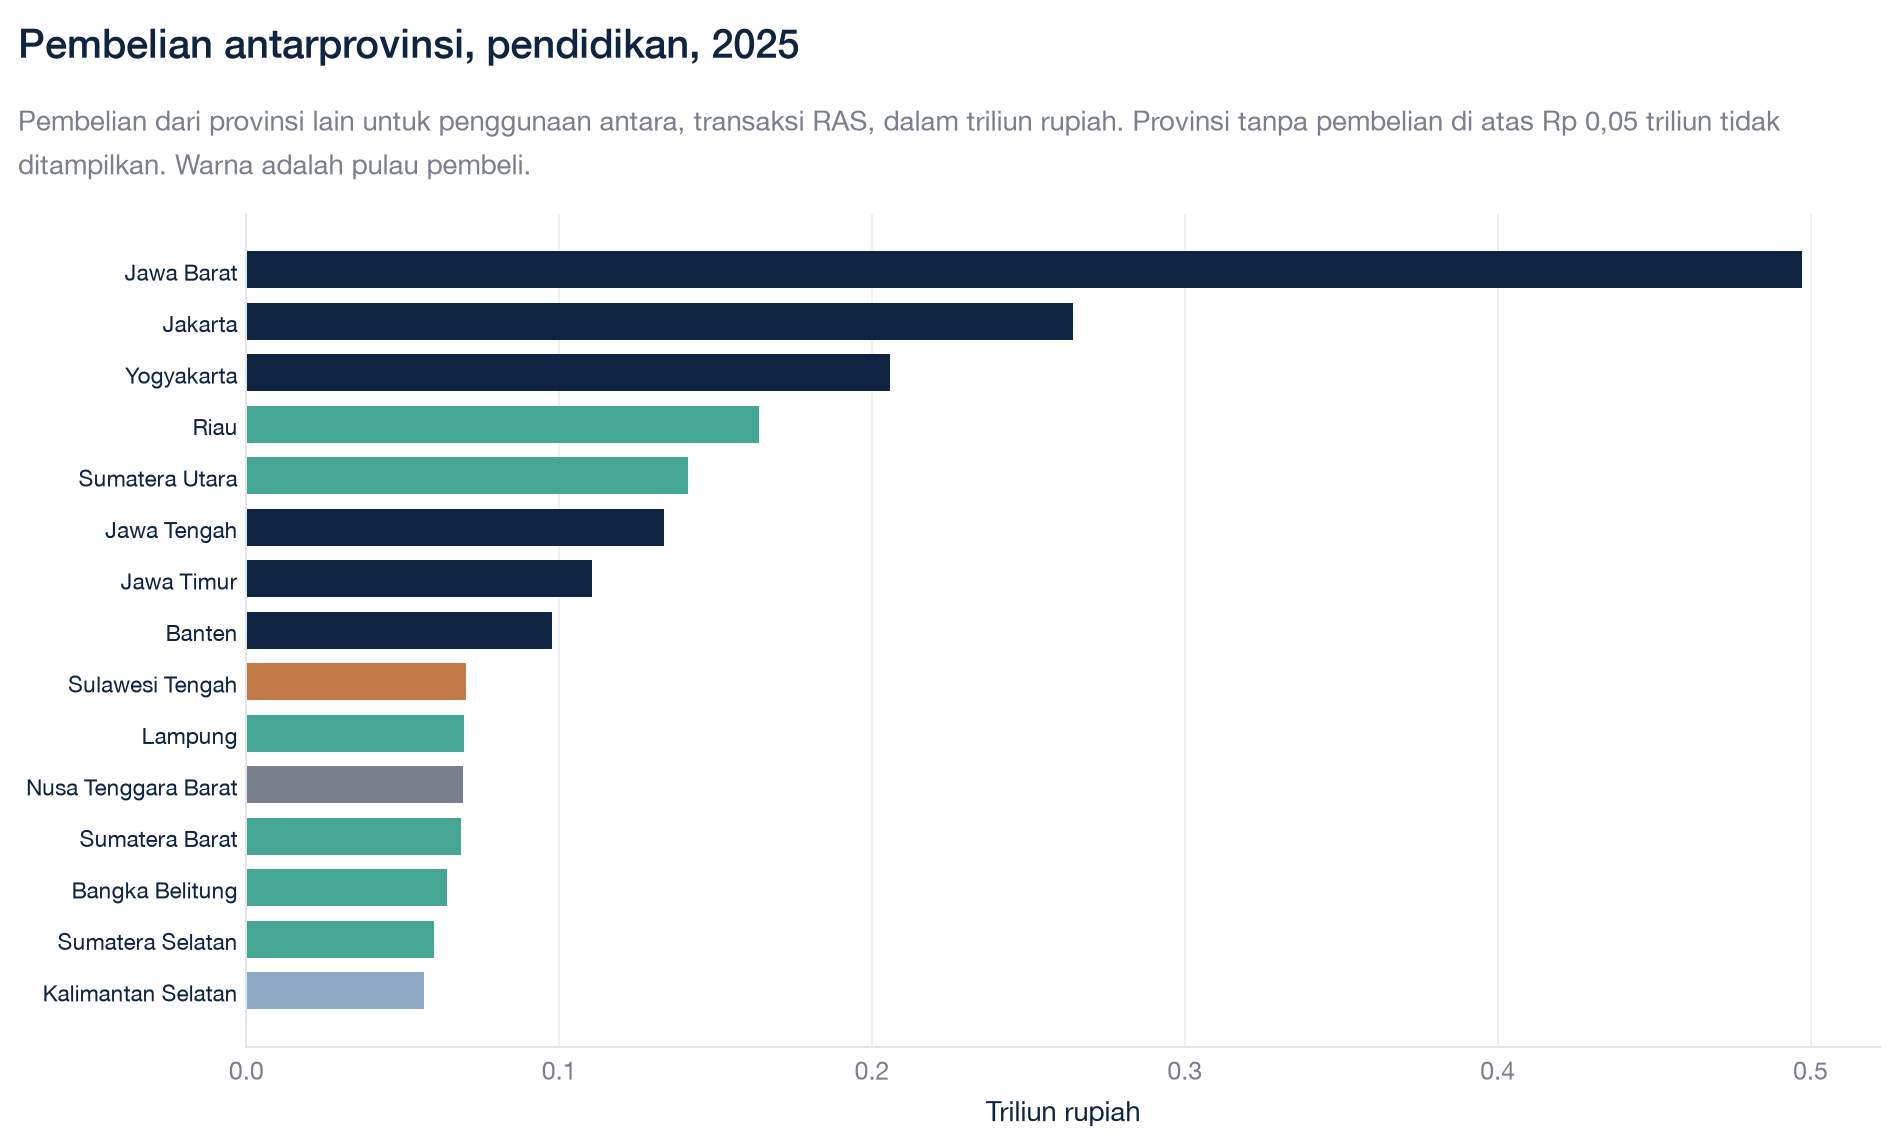 Pembelian antarprovinsi, pendidikan, 2025
Pembelian dari provinsi lain untuk penggunaan antara, transaksi RAS, dalam triliun rupiah. Provinsi tanpa pembelian di atas Rp 0,05 triliun tidak
ditampilkan. Warna adalah pulau pembeli.
Jawa Barat
Jakarta
Yogyakarta
Riau
Sumatera Utara
Jawa Tengah
Jawa Timur
Banten
Sulawesi Tengah
Lampung
Nusa Tenggara Barat
Sumatera Barat
Bangka Belitung
Sumatera Selatan
Kalimantan Selatan
0.0 0.1 0.2 0.3 0.4 0.5
Triliun rupiah